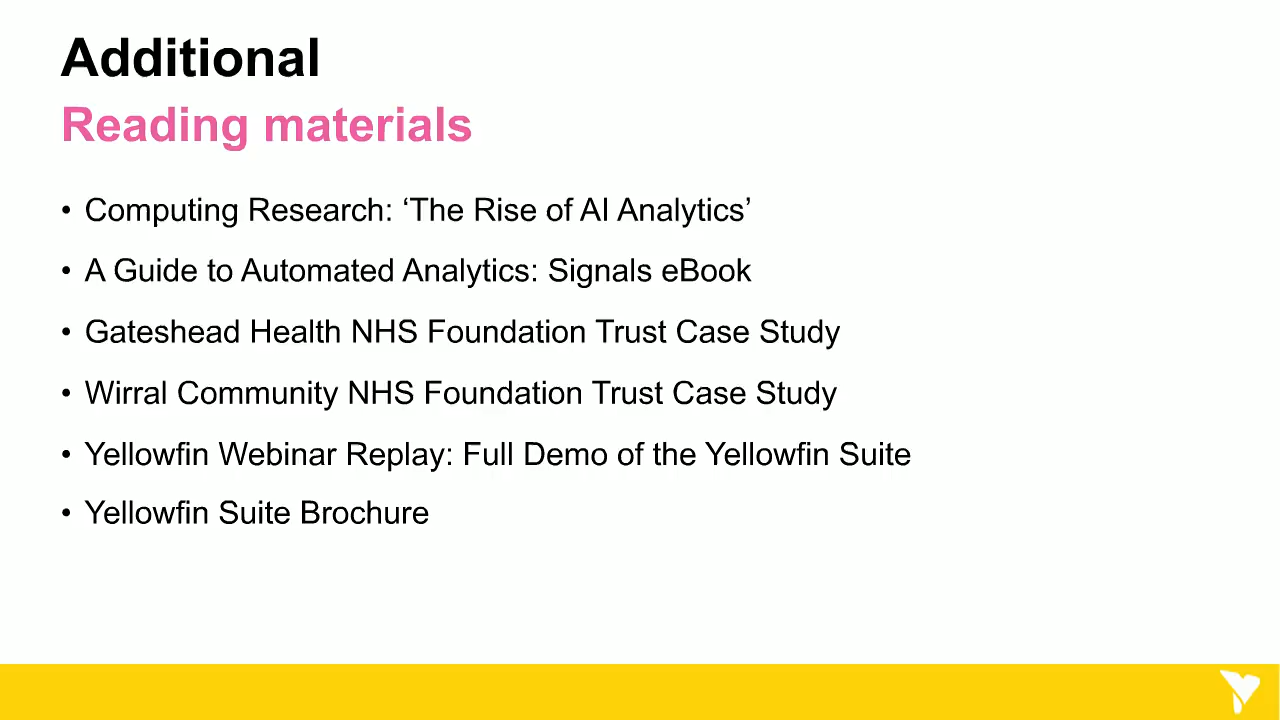 Additional
Reading materials
• Computing Research: ‘The Rise of AI Analytics’
• A Guide to Automated Analytics: Signals eBook
• Gateshead Health NHS Foundation Trust Case Study
• Wirral Community NHS Foundation Trust Case Study
• Yellowfin Webinar Replay: Full Demo of the Yellowfin Suite
• Yellowfin Suite Brochure